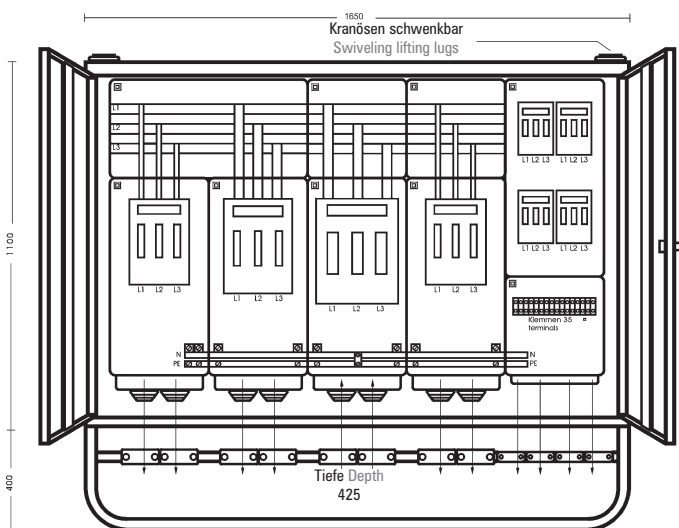 1650
Kranösen schwenkbar
Swiveling lifting lugs
1100
400
L1
L2
L3
L1 L2 L3
L1 L2 L3
L1 L2 L3
L1 L2 L3
L1 L2 L3
L1 L2 L3
L1 L2 L3
L1 L2 L3
Klemmen 35
terminals
N
PE
N
PE
Tiefe Depth
425